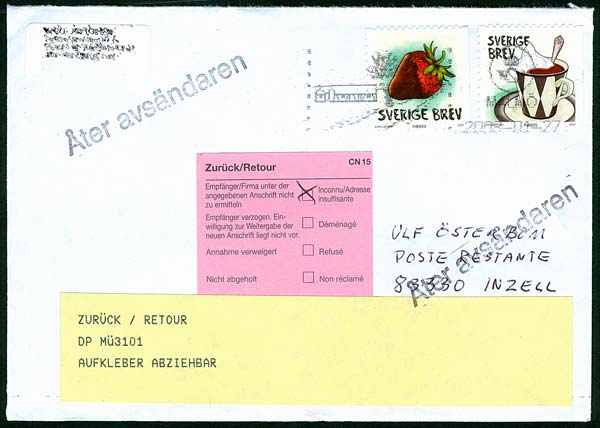 Åter avsändaren
SVERIGE BREV
SVERIGE
BREV
Zurück/Retour
CN 15
Empfänger/Firma unter der
angegebenen Anschrift nicht
zu ermitteln
Inconnu/Adresse
insuffisante
Empfänger verzogen. Ein-
willigung zur Weitergabe der
neuen Anschrift liegt nicht vor.
Déménagé
Annahme verweigert
Refusé
Nicht abgeholt
Non réclamé
Åter avsändaren
ULF ÖSTERBOM
POSTE RESTANTE
83330 INZELL
ZURÜCK / RETOUR
DP MÜ3101
AUFKLEBER ABZIEHBAR